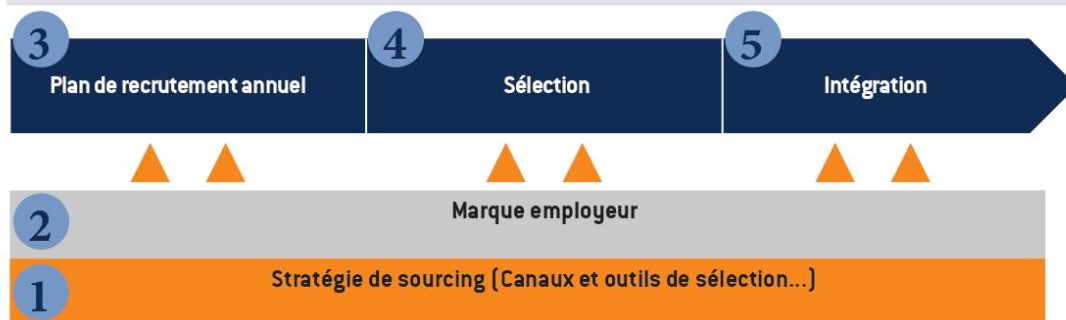 3
4
5
Plan de recrutement annuel
Sélection
Intégration
2
Marque employeur
1
Stratégie de sourcing (Canaux et outils de sélection...)